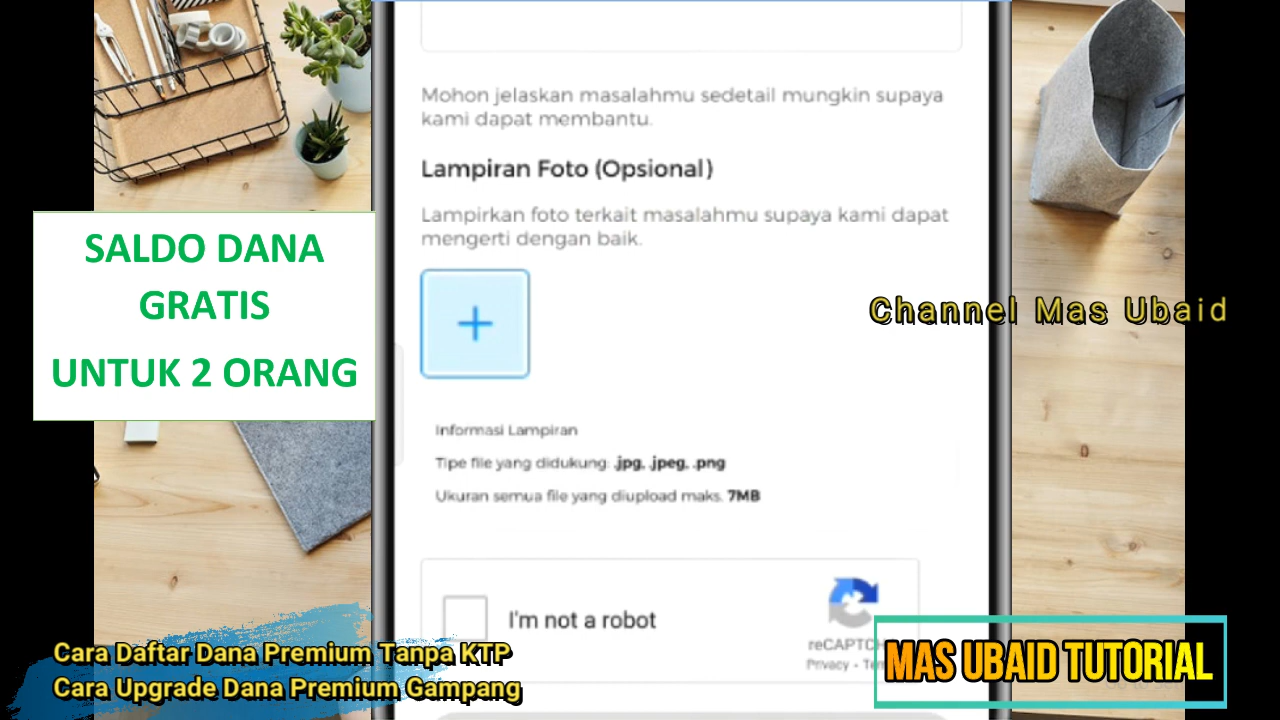 Mohon jelaskan masalahmu sedetail mungkin supaya
kami dapat membantu.
Lampiran Foto (Opsional)
Lampirkan foto terkait masalahmu supaya kami dapat
mengerti dengan baik.
SALDO DANA
GRATIS
UNTUK 2 ORANG
Channel Mas Ubaid
Informasi Lampiran
Tipe file yang didukung: .jpg, .jpeg, .png
Ukuran semua file yang diupload maks. 7MB
I'm not a robot
reCAPTC
Privacy - Ter
Cara Daftar Dana Premium Tanpa KTP
Cara Upgrade Dana Premium Gampang
MAS UBAID TUTORIAL